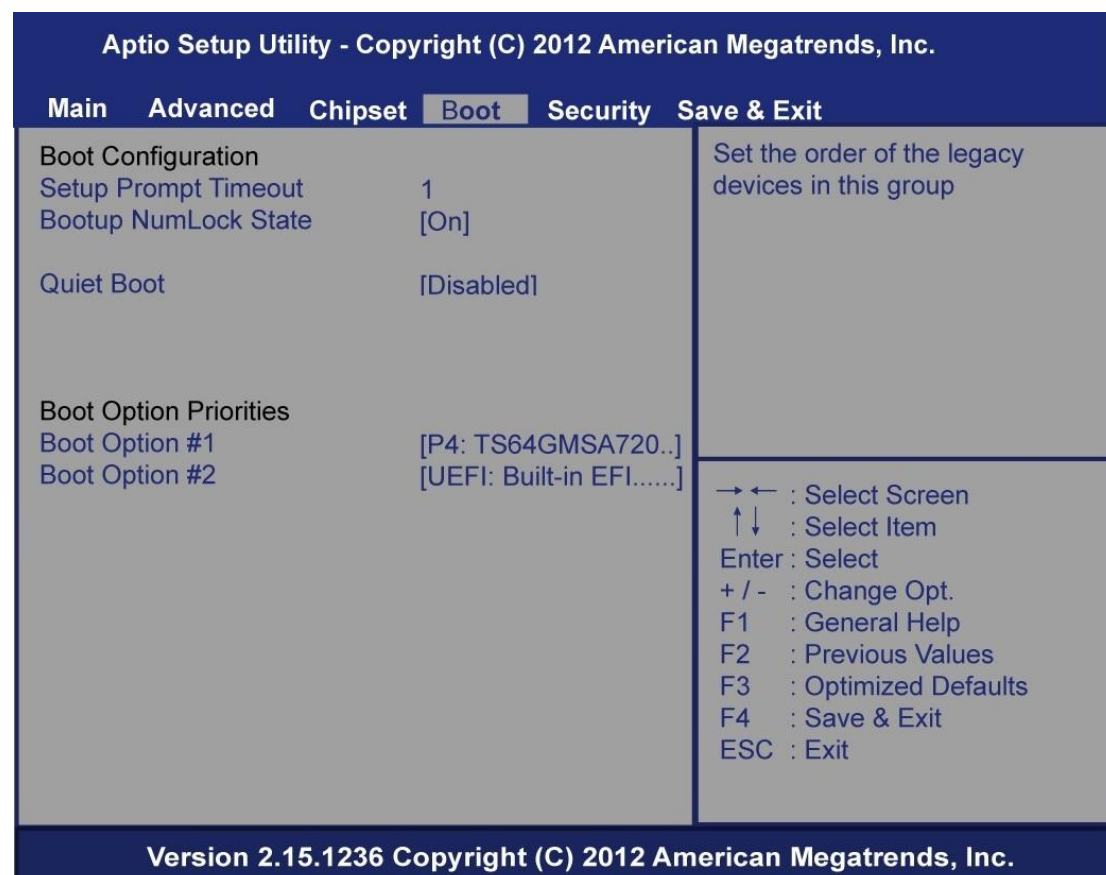 Aptio Setup Utility - Copyright (C) 2012 American Megatrends, Inc.
Main Advanced Chipset Boot Security Save & Exit
Boot Configuration
Setup Prompt Timeout 1
Bootup NumLock State [On]
Quiet Boot [Disabled]
Boot Option Priorities
Boot Option #1 [P4: TS64GMSA720..]
Boot Option #2 [UEFI: Built-in EFI......]
Set the order of the legacy
devices in this group
→ ← : Select Screen
↑↓ : Select Item
Enter : Select
+ / - : Change Opt.
F1 : General Help
F2 : Previous Values
F3 : Optimized Defaults
F4 : Save & Exit
ESC : Exit
Version 2.15.1236 Copyright (C) 2012 American Megatrends, Inc.